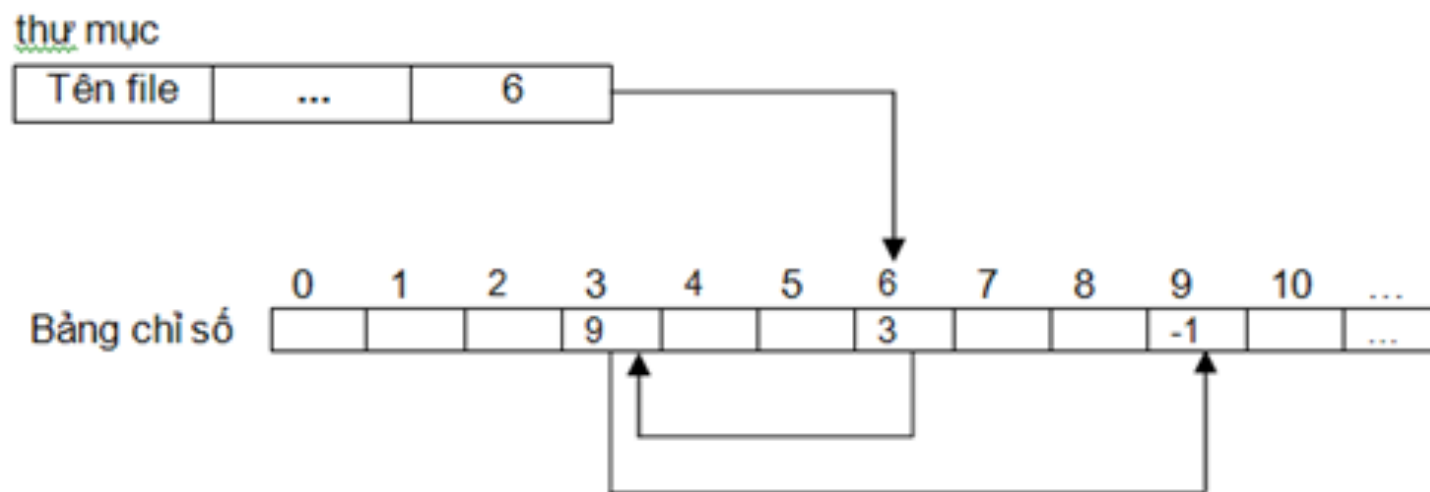 thư mục
Tên file ... 6
0 1 2 3 4 5 6 7 8 9 10 ...
Bảng chỉ số 9 3 -1 ...